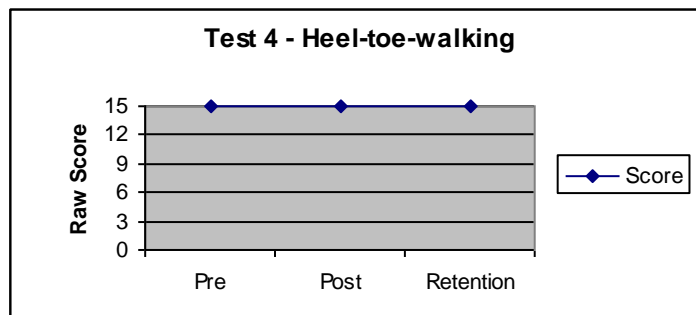 Test 4 - Heel-toe-walking
Raw Score
15
12
9
6
3
0
Pre Post Retention
Score